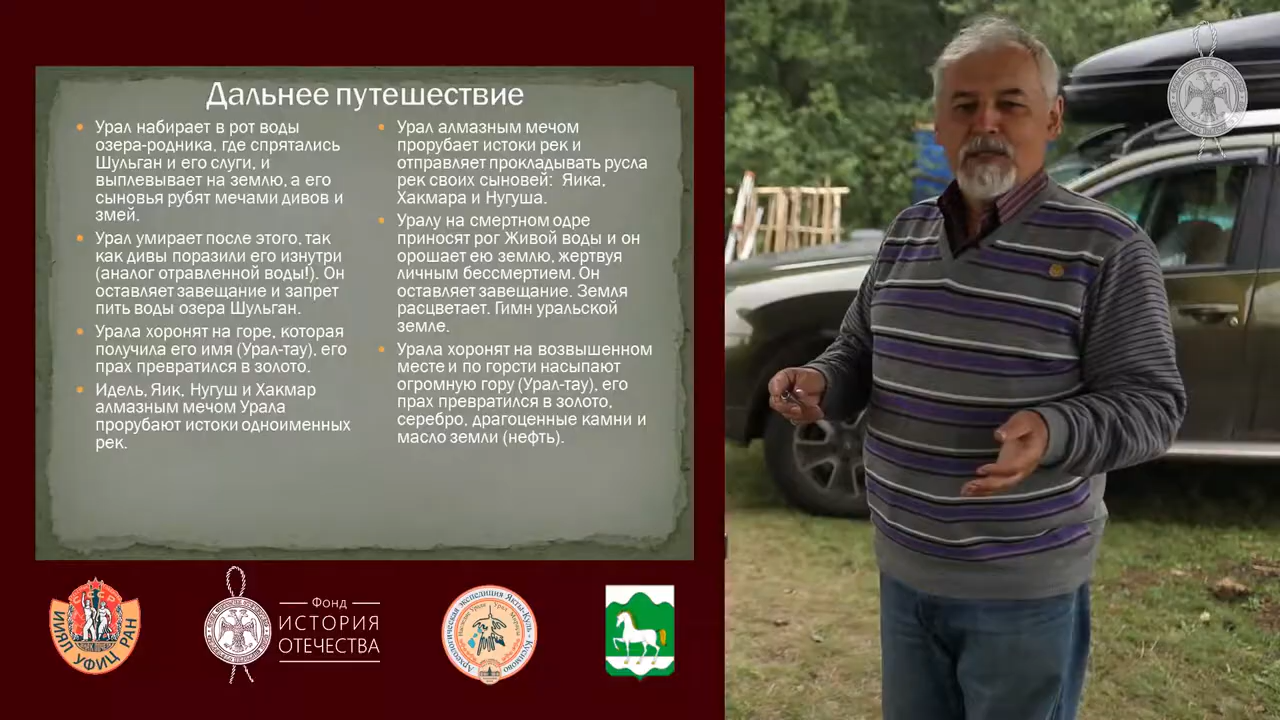 Дальнее путешествие
Урал набирает в рот воды
озера-родника, где спрятались
Шульган и его слуги, и
выплевывает на землю, а его
сыновья рубят мечами дивов и
змей.
Урал умирает после этого, так
как дивы поразили его изнутри
(аналог отравленной воды!). Он
оставляет завещание и запрет
пить воды озера Шульган.
Урала хоронят на горе, которая
получила его имя (Урал-тау), его
прах превратился в золото.
Идель, Яик, Нугуш и Хакмар
алмазным мечом Урала
прорубают истоки одноименных
рек.
Урал алмазным мечом
прорубает истоки рек и
отправляет прокладывать русла
рек своих сыновей: Яика,
Хакмара и Нугуша.
Уралу на смертном одре
приносят рог Живой воды и он
орошает ею землю, жертвуя
личным бессмертием. Он
оставляет завещание. Земля
расцветает. Гимн уральской
земле.
Урала хоронят на возвышенном
месте и по горсти насыпают
огромную гору (Урал-тау), его
прах превратился в золото,
серебро, драгоценные камни и
масло земли (нефть).
СССР
ИИЯЛ УФИЦ РАН
Фонд
ИСТОРИЯ
ОТЕЧЕСТВА
Археологическая экспедиция Якты-Куль - Кусимово